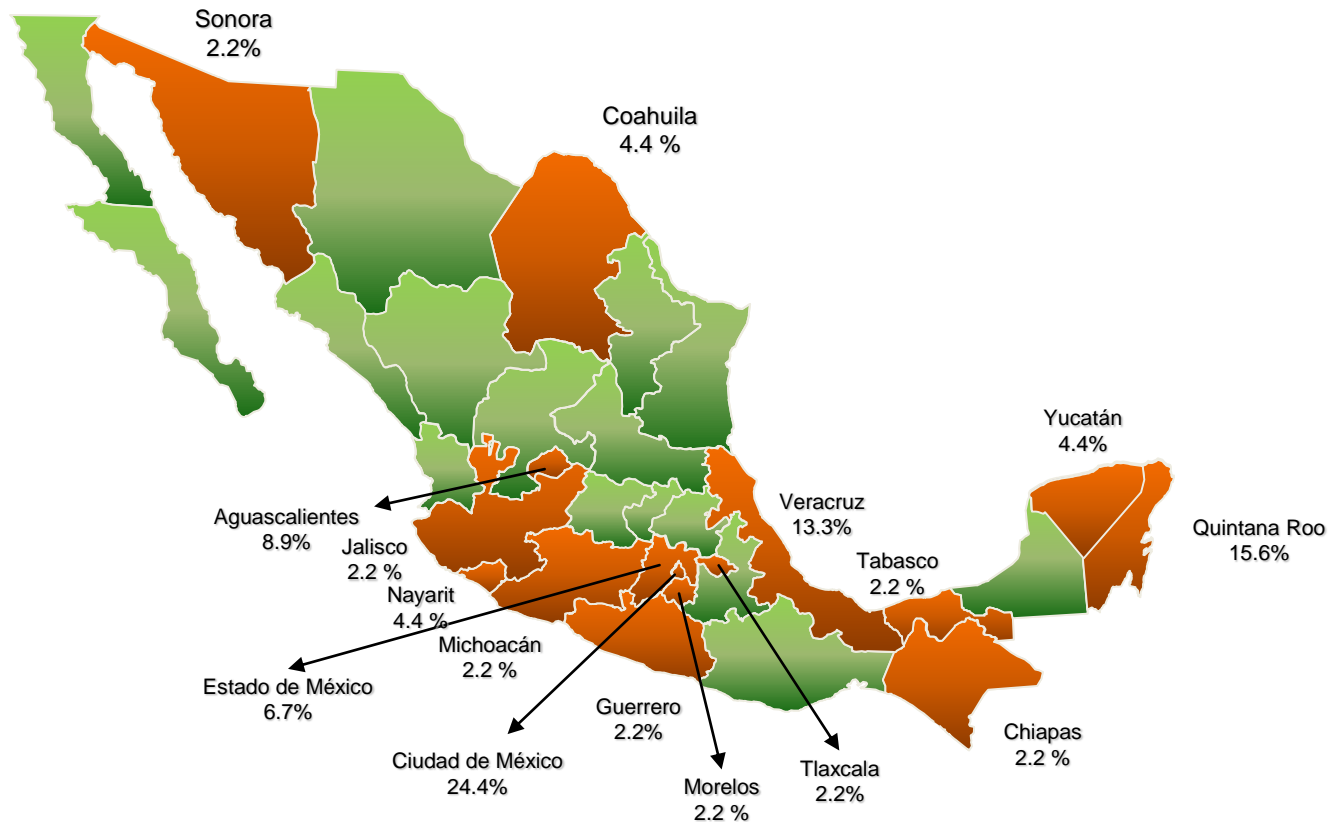 Sonora
2.2%
Coahuila
4.4 %
Yucatán
4.4%
Veracruz
13.3%
Quintana Roo
15.6%
Aguascalientes
8.9%
Jalisco
2.2 %
Tabasco
2.2 %
Nayarit
4.4 %
Michoacán
2.2 %
Estado de México
6.7%
Guerrero
2.2%
Chiapas
2.2 %
Ciudad de México
24.4%
Tlaxcala
2.2%
Morelos
2.2 %